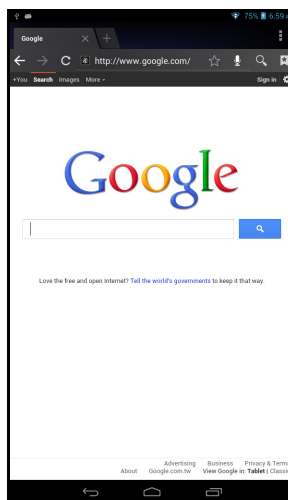 75% 6:59
Google
http://www.google.com/
+You Search Images More
Sign in
Google
Love the free and open Internet? Tell the world's governments to keep it that way.
Advertising Business Privacy & Terms
About Google.com.tw View Google in: Tablet | Classic